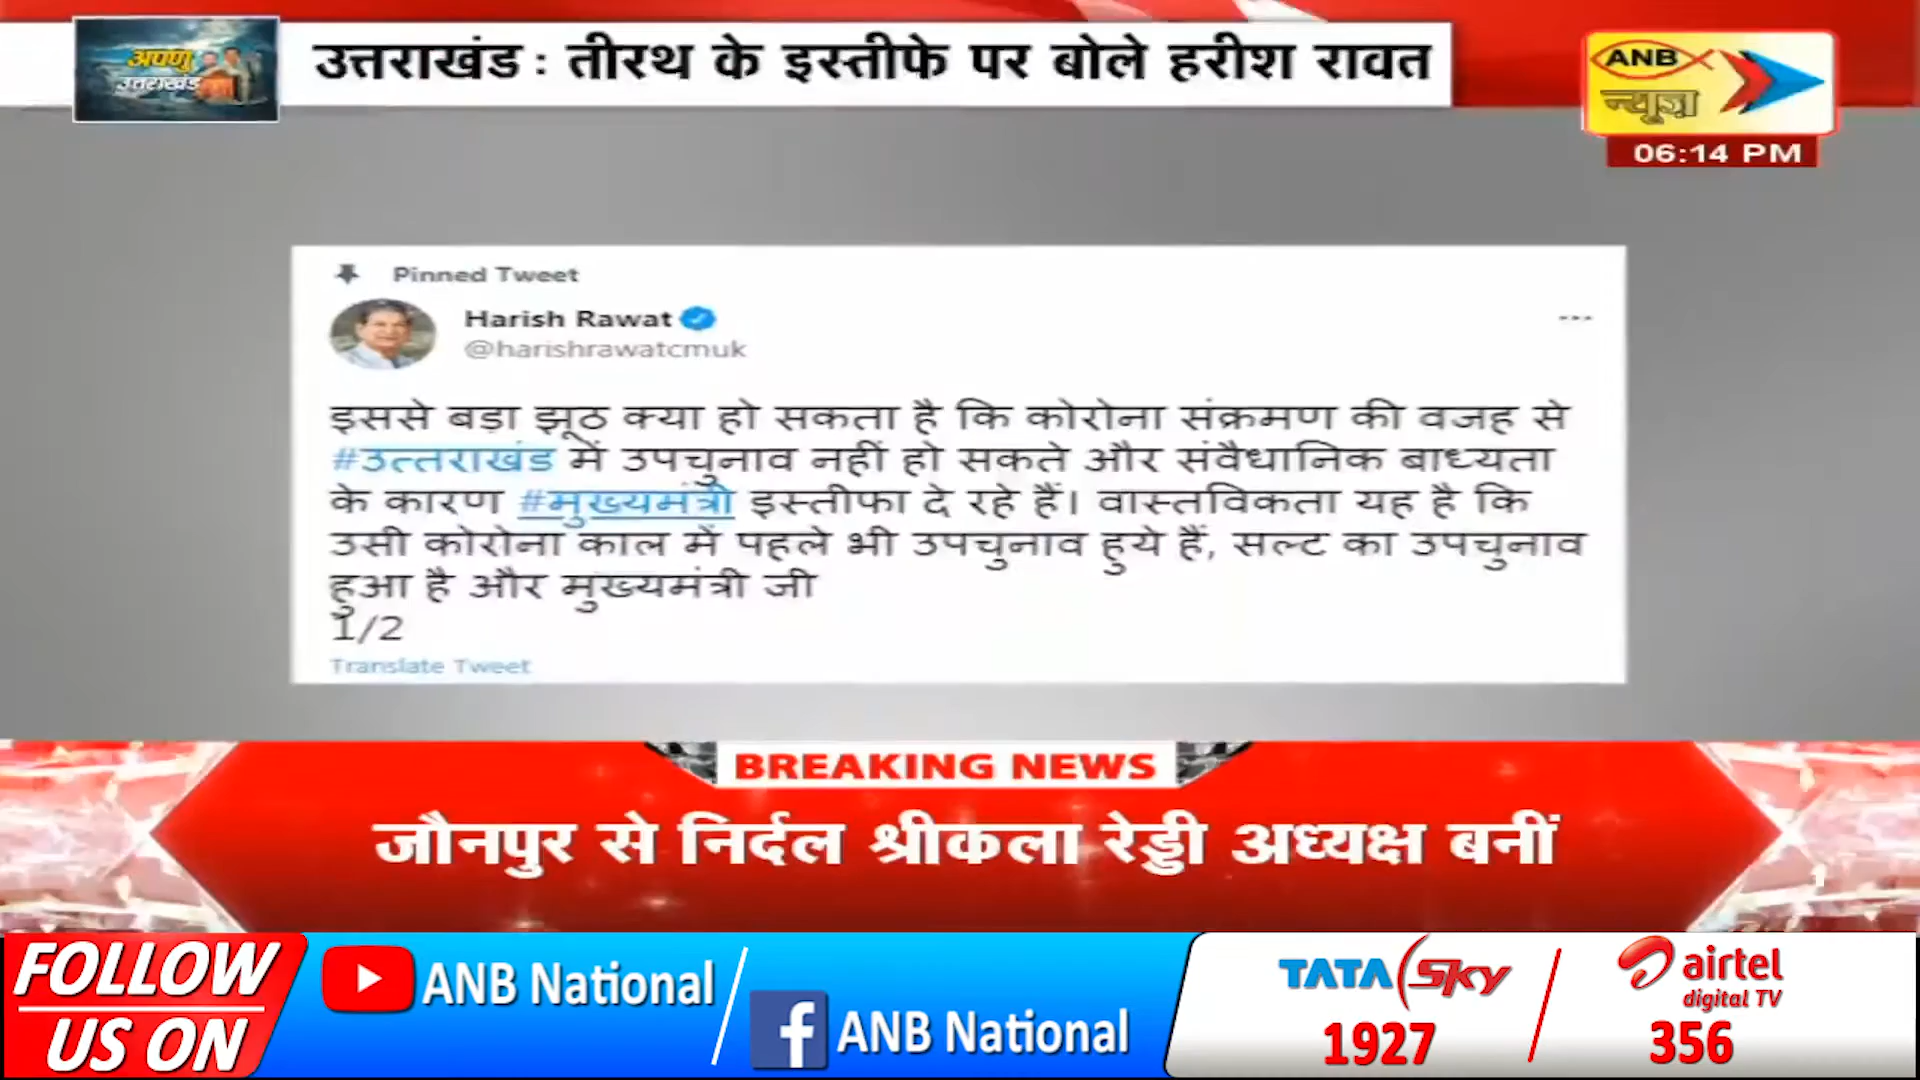 अपणु
उत्तराखंड
उत्तराखंड : तीरथ के इस्तीफे पर बोले हरीश रावत
ANB
न्यूज़
06:14 PM
Pinned Tweet
Harish Rawat
@harishrawatcmuk
इससे बड़ा झूठ क्या हो सकता है कि कोरोना संक्रमण की वजह से
#उत्तराखंड में उपचुनाव नहीं हो सकते और संवैधानिक बाध्यता
के कारण #मुख्यमंत्री इस्तीफा दे रहे हैं। वास्तविकता यह है कि
उसी कोरोना काल में पहले भी उपचुनाव हुये हैं, सल्ट का उपचुनाव
हुआ है और मुख्यमंत्री जी
1/2
Translate Tweet
BREAKING NEWS
जौनपुर से निर्दल श्रीकला रेड्डी अध्यक्ष बनीं
FOLLOW
US ON
ANB National
ANB National
TATA Sky
1927
airtel
digital TV
356